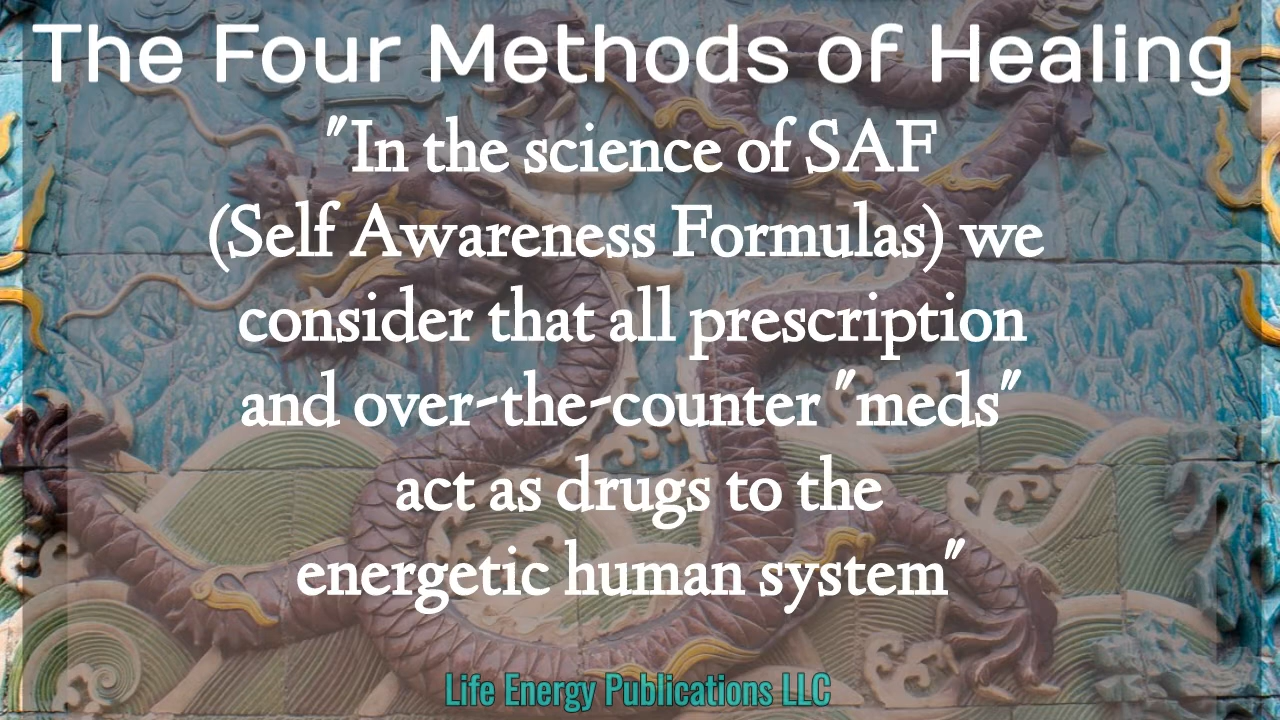 The Four Methods of Healing
"In the science of SAF
(Self Awareness Formulas) we
consider that all prescription
and over-the-counter "meds"
act as drugs to the
energetic human system"
Life Energy Publications LLC